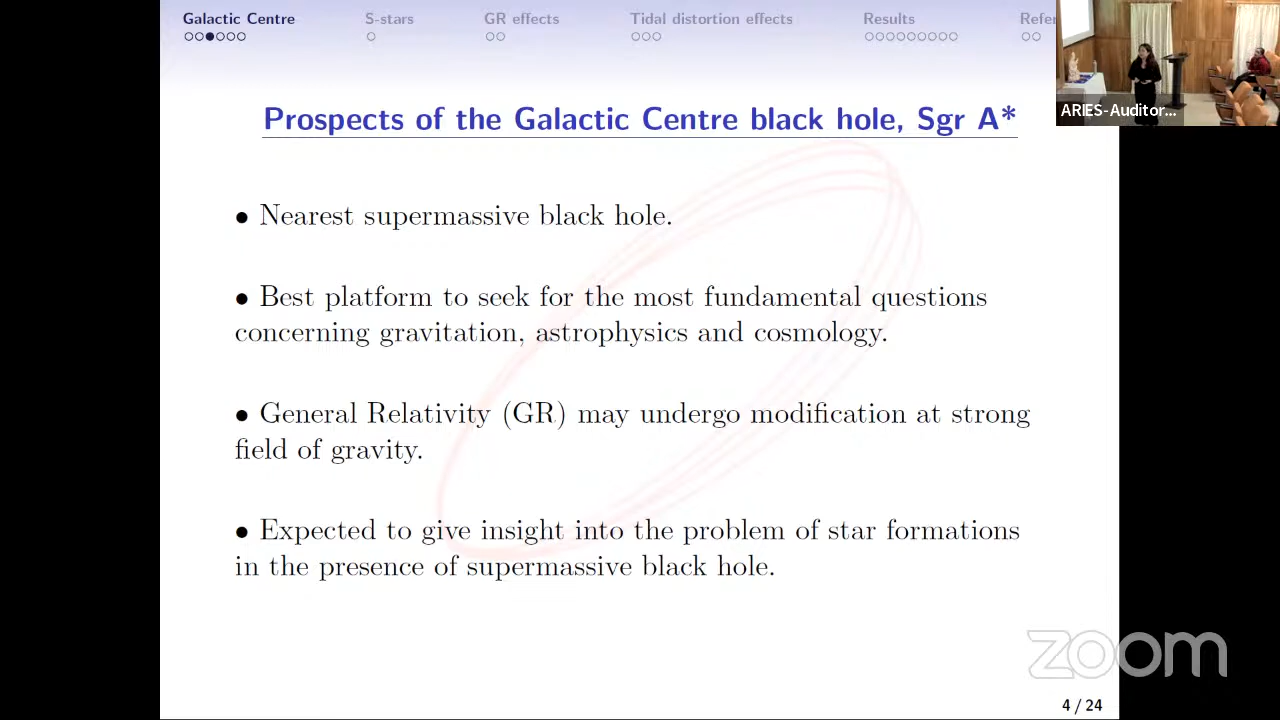 Galactic Centre S-stars GR effects Tidal distortion effects Results Refer
Prospects of the Galactic Centre black hole, Sgr A*
• Nearest supermassive black hole.
• Best platform to seek for the most fundamental questions
concerning gravitation, astrophysics and cosmology.
• General Relativity (GR) may undergo modification at strong
field of gravity.
• Expected to give insight into the problem of star formations
in the presence of supermassive black hole.
4 / 24
ARIES-Auditor...
zoom